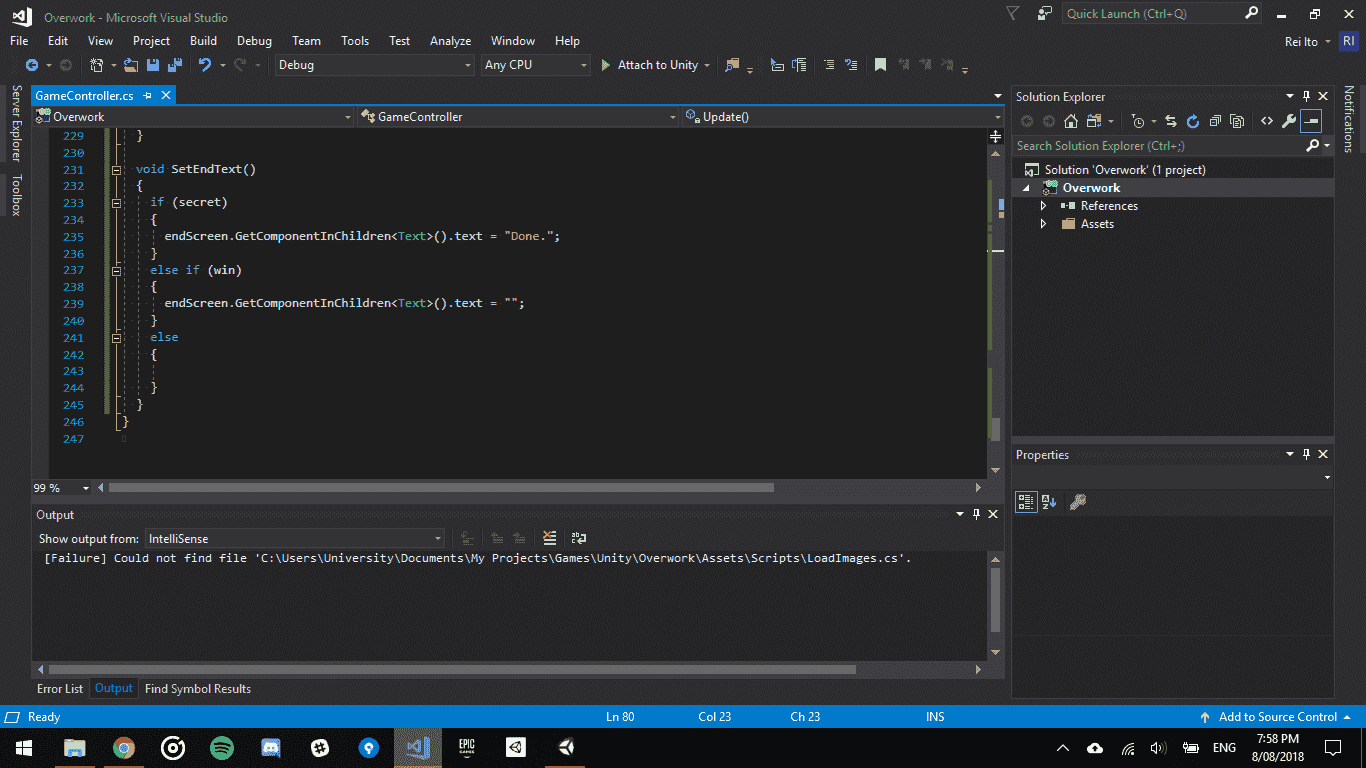 Overwork - Microsoft Visual Studio
Quick Launch (Ctrl+Q)
File Edit View Project Build Debug Team Tools Test Analyze Window Help
Rei Ito RI
Debug Any CPU Attach to Unity
Server Explorer
Toolbox
GameController.cs
Overwork GameController Update()
229 }
230
231 void SetEndText()
232 {
233 if (secret)
234 {
235 endScreen.GetComponentInChildren<Text>().text = "Done.";
236 }
237 else if (win)
238 {
239 endScreen.GetComponentInChildren<Text>().text = "";
240 }
241 else
242 {
243
244 }
245 }
246 }
247
99 %
Output
Show output from: IntelliSense
[Failure] Could not find file 'C:\Users\University\Documents\My Projects\Games\Unity\Overwork\Assets\Scripts\LoadImages.cs'.
Error List Output Find Symbol Results
Solution Explorer
Search Solution Explorer (Ctrl+;)
Solution 'Overwork' (1 project)
Overwork
References
Assets
Properties
Notifications
Ready Ln 80 Col 23 Ch 23 INS Add to Source Control
EPIC
GAMES
ENG
7:58 PM
8/08/2018